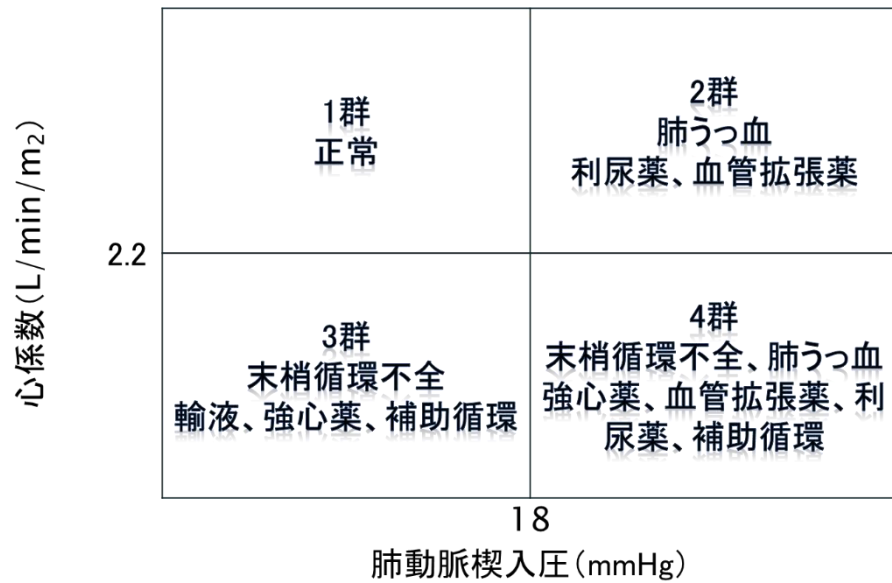 心係数(L/min/m₂)
1群
正常
2群
肺うっ血
利尿薬、血管拡張薬
2.2
3群
末梢循環不全
輸液、強心薬、補助循環
4群
末梢循環不全、肺うっ血
強心薬、血管拡張薬、利
尿薬、補助循環
18
肺動脈楔入圧(mmHg)